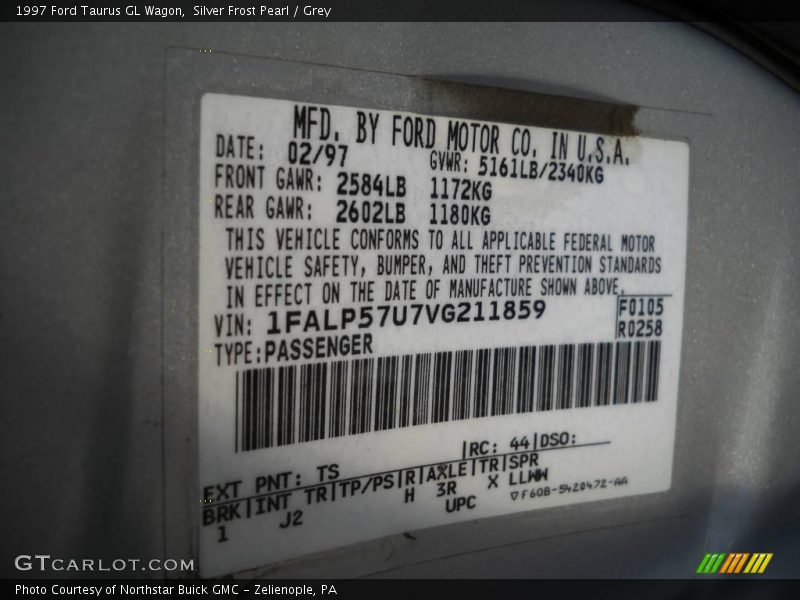 1997 Ford Taurus GL Wagon,  Silver Frost Pearl / Grey
MFD. BY FORD MOTOR CO. IN U.S.A.
DATE: 02/97 GVWR: 5161LB/2340KG
FRONT GAWR: 2584LB 1172KG
REAR GAWR: 2602LB 1180KG
THIS VEHICLE CONFORMS TO ALL APPLICABLE FEDERAL MOTOR
VEHICLE SAFETY, BUMPER, AND THEFT PREVENTION STANDARDS
IN EFFECT ON THE DATE OF MANUFACTURE SHOWN ABOVE.
VIN: 1FALP57U7VG211859 F0105
TYPE: PASSENGER R0258
RC: 44 DSO:
EXT PNT: TS
BRK INT TR TP/PS R AXLE TR SPR
1 J2 H 3R X LLWW
UPC ▽F60B-5420472-AA
GTCARLOT.COM
Photo Courtesy of Northstar Buick GMC - Zelienople, PA